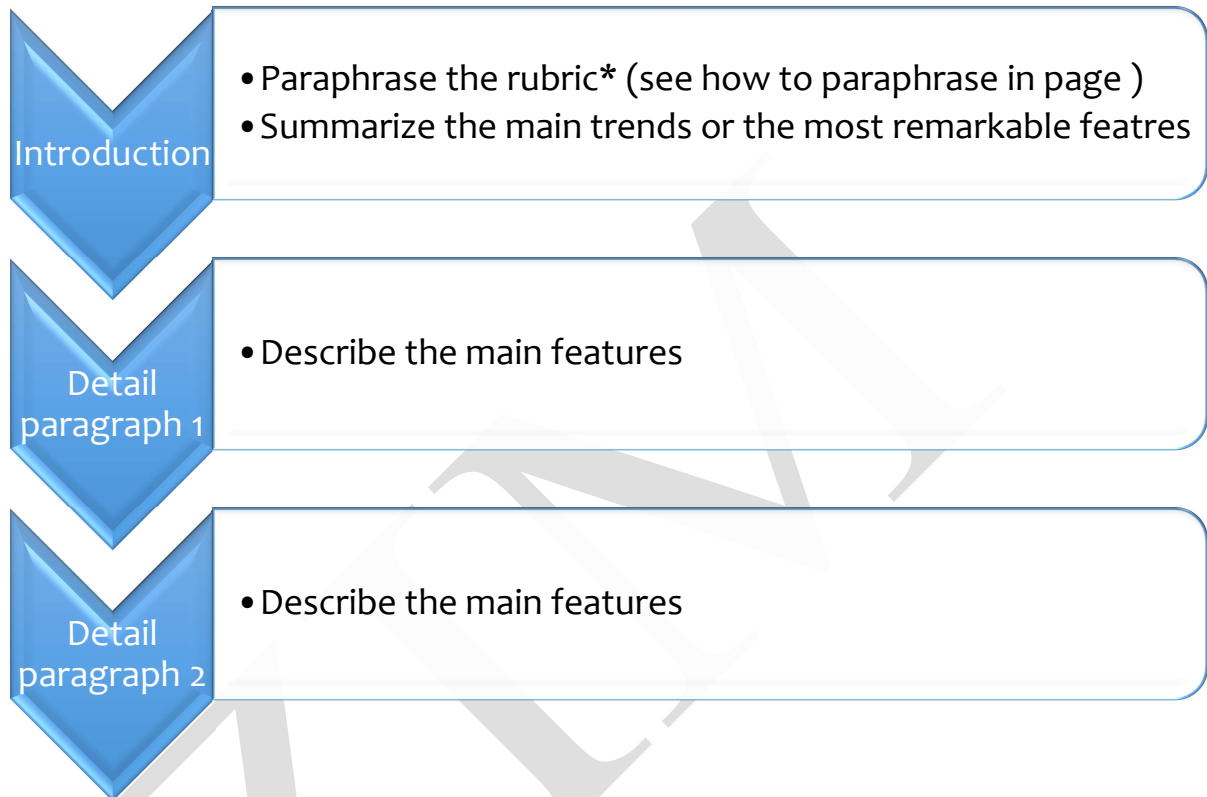 Introduction
•Paraphrase the rubric* (see how to paraphrase in page )
•Summarize the main trends or the most remarkable featres
Detail
paragraph 1
•Describe the main features
Detail
paragraph 2
•Describe the main features
ZIM